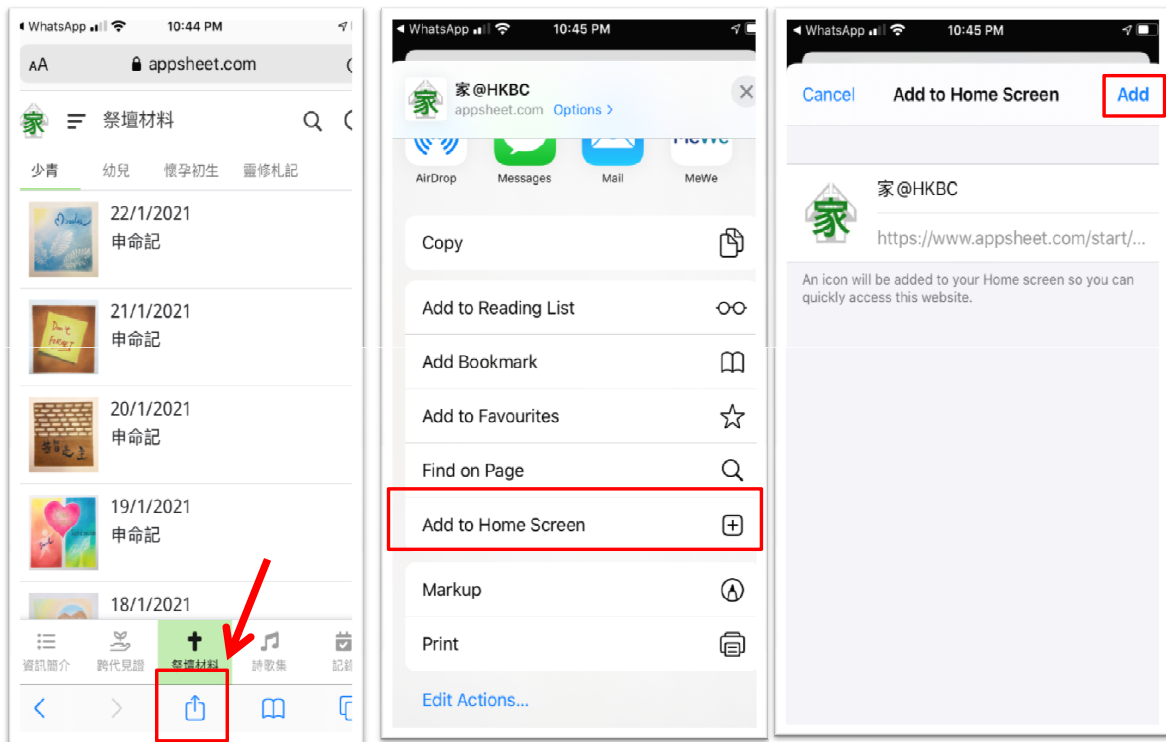 WhatsApp 10:44 PM
AA appsheet.com
家 祭壇材料
少青 幼兒 懷孕初生 靈修札記
22/1/2021
申命記
21/1/2021
申命記
Don't
FORGET
20/1/2021
申命記
19/1/2021
申命記
18/1/2021
資訊簡介 跨代見證 祭壇材料 詩歌集
WhatsApp 10:45 PM
家
家@HKBC
appsheet.com Options >
MeWe
AirDrop Messages Mail MeWe
Copy
Add to Reading List
Add Bookmark
Add to Favourites
Find on Page
Add to Home Screen
Markup
Print
Edit Actions...
WhatsApp 10:45 PM
Cancel Add to Home Screen Add
家
家@HKBC
https://www.appsheet.com/start/...
An icon will be added to your Home screen so you can
quickly access this website.